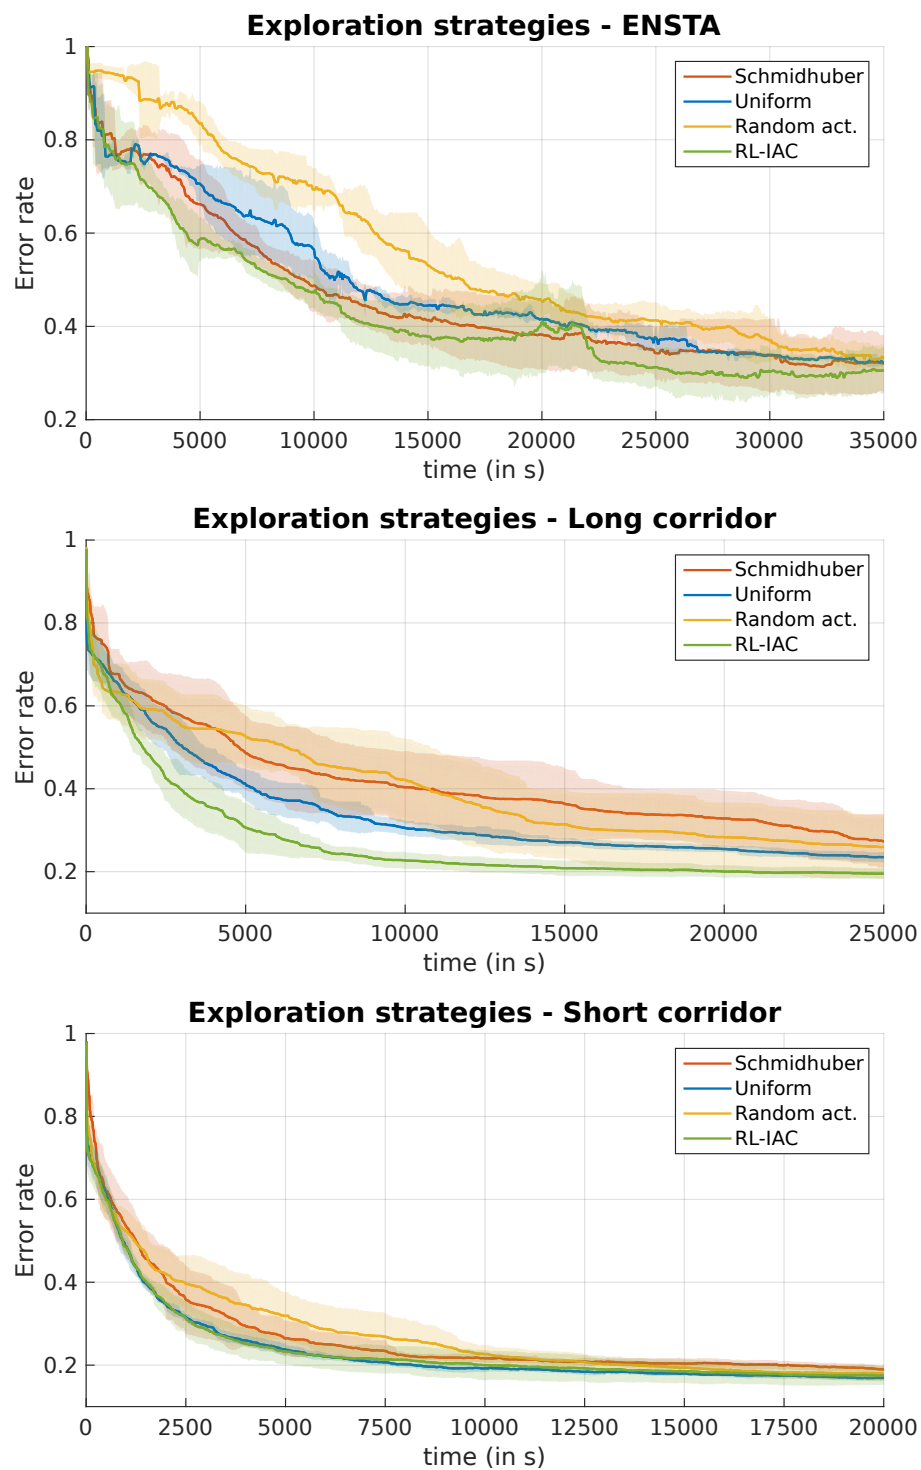 Exploration strategies - ENSTA
1
0.8
0.6
0.4
0.2
Error rate
Schmidhuber
Uniform
Random act.
RL-IAC
0 5000 10000 15000 20000 25000 30000 35000
time (in s)
Exploration strategies - Long corridor
1
0.8
0.6
0.4
0.2
Error rate
Schmidhuber
Uniform
Random act.
RL-IAC
0 5000 10000 15000 20000 25000
time (in s)
Exploration strategies - Short corridor
1
0.8
0.6
0.4
0.2
Error rate
Schmidhuber
Uniform
Random act.
RL-IAC
0 2500 5000 7500 10000 12500 15000 17500 20000
time (in s)